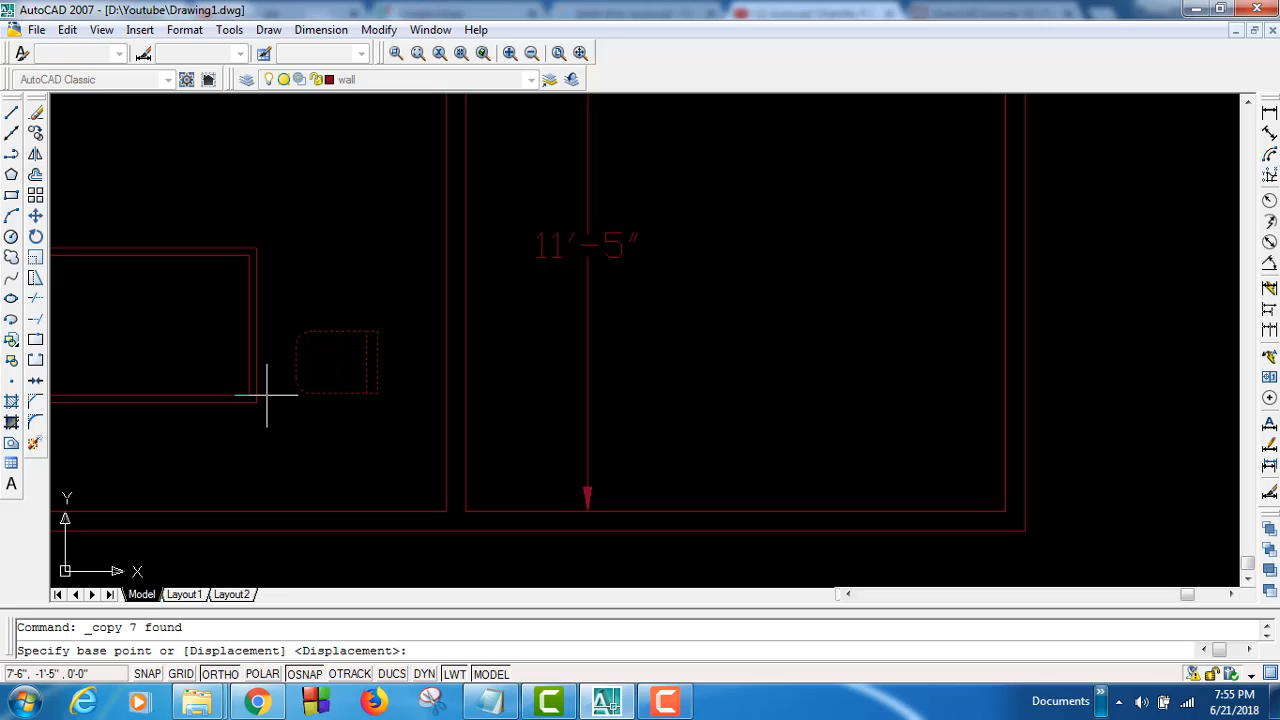 AutoCAD 2007 - [D:\Youtube\Drawing1.dwg]
File Edit View Insert Format Tools Draw Dimension Modify Window Help
AutoCAD Classic
wall
11'-5"
Y
X
Model Layout1 Layout2
Command: _copy 7 found
Specify base point or [Displacement] <Displacement>:
7'-6", -1'-5" ,0'-0" SNAP GRID ORTHO POLAR OSNAP OTRACK DUCS DYN LWT MODEL
Documents
7:55 PM
6/21/2018